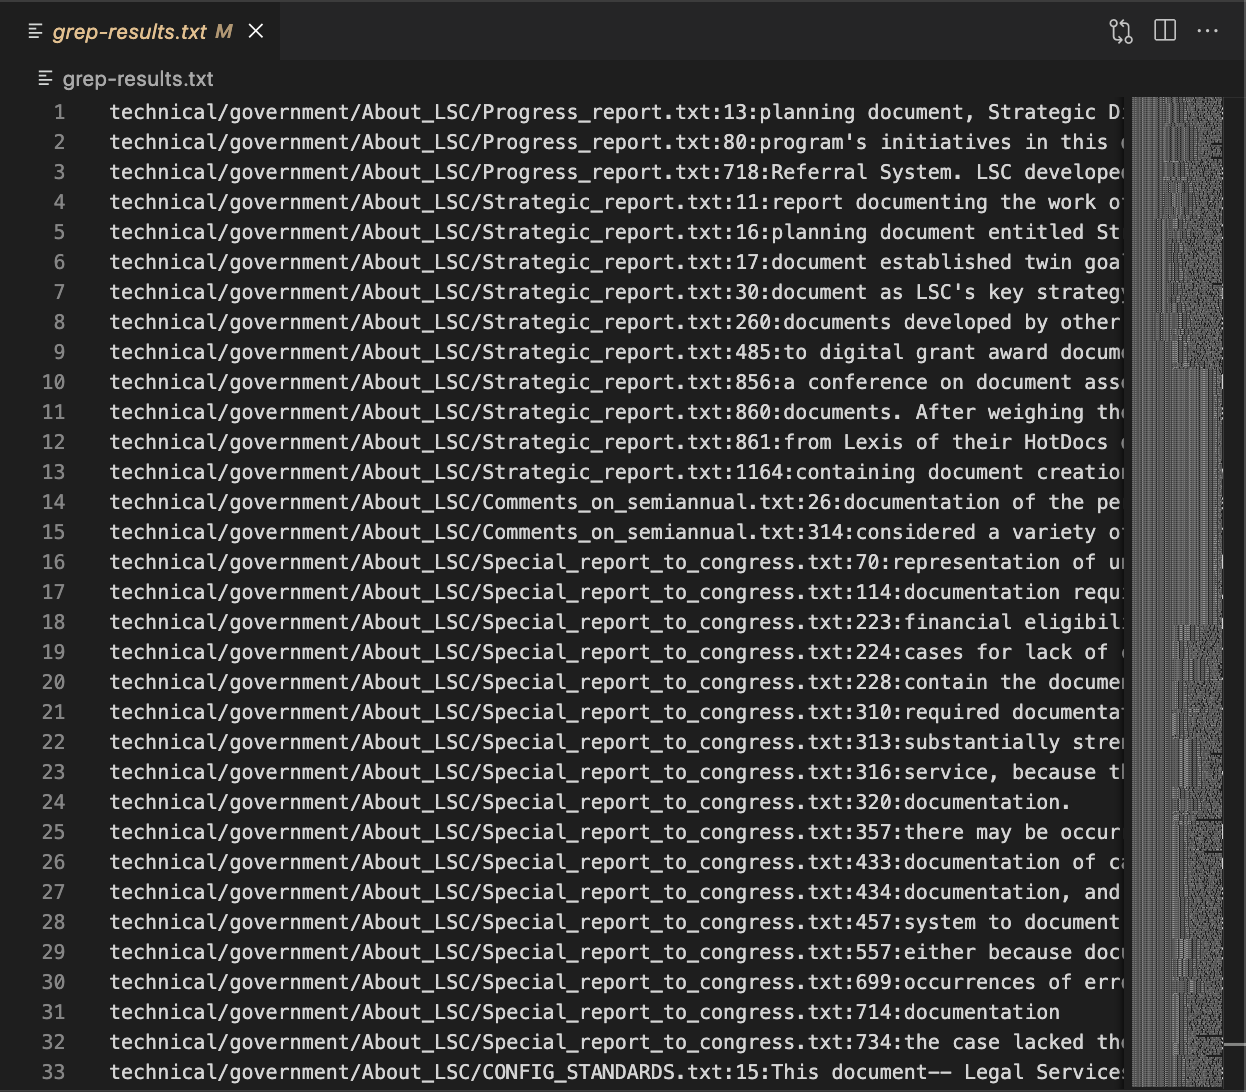 grep-results.txt M
grep-results.txt
1 technical/government/About_LSC/Progress_report.txt:13:planning document, Strategic D
2 technical/government/About_LSC/Progress_report.txt:80:program's initiatives in this
3 technical/government/About_LSC/Progress_report.txt:718:Referral System. LSC develope
4 technical/government/About_LSC/Strategic_report.txt:11:report documenting the work o
5 technical/government/About_LSC/Strategic_report.txt:16:planning document entitled St
6 technical/government/About_LSC/Strategic_report.txt:17:document established twin goa
7 technical/government/About_LSC/Strategic_report.txt:30:document as LSC's key strategy
8 technical/government/About_LSC/Strategic_report.txt:260:documents developed by other
9 technical/government/About_LSC/Strategic_report.txt:485:to digital grant award docum
10 technical/government/About_LSC/Strategic_report.txt:856:a conference on document ass
11 technical/government/About_LSC/Strategic_report.txt:860:documents. After weighing th
12 technical/government/About_LSC/Strategic_report.txt:861:from Lexis of their HotDocs
13 technical/government/About_LSC/Strategic_report.txt:1164:containing document creation
14 technical/government/About_LSC/Comments_on_semiannual.txt:26:documentation of the pe
15 technical/government/About_LSC/Comments_on_semiannual.txt:314:considered a variety o
16 technical/government/About_LSC/Special_report_to_congress.txt:70:representation of u
17 technical/government/About_LSC/Special_report_to_congress.txt:114:documentation requ
18 technical/government/About_LSC/Special_report_to_congress.txt:223:financial eligibil
19 technical/government/About_LSC/Special_report_to_congress.txt:224:cases for lack of
20 technical/government/About_LSC/Special_report_to_congress.txt:228:contain the docume
21 technical/government/About_LSC/Special_report_to_congress.txt:310:required documenta
22 technical/government/About_LSC/Special_report_to_congress.txt:313:substantially stre
23 technical/government/About_LSC/Special_report_to_congress.txt:316:service, because t
24 technical/government/About_LSC/Special_report_to_congress.txt:320:documentation.
25 technical/government/About_LSC/Special_report_to_congress.txt:357:there may be occur
26 technical/government/About_LSC/Special_report_to_congress.txt:433:documentation of ca
27 technical/government/About_LSC/Special_report_to_congress.txt:434:documentation, and
28 technical/government/About_LSC/Special_report_to_congress.txt:457:system to document
29 technical/government/About_LSC/Special_report_to_congress.txt:557:either because doc
30 technical/government/About_LSC/Special_report_to_congress.txt:699:occurrences of err
31 technical/government/About_LSC/Special_report_to_congress.txt:714:documentation
32 technical/government/About_LSC/Special_report_to_congress.txt:734:the case lacked th
33 technical/government/About_LSC/CONFIG_STANDARDS.txt:15:This document—— Legal Service